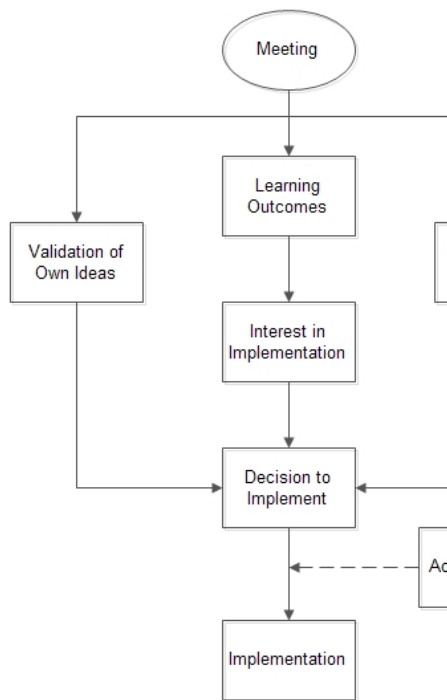 Meeting
Learning
Outcomes
Validation of
Own Ideas
Interest in
Implementation
Decision to
Implement
Implementation